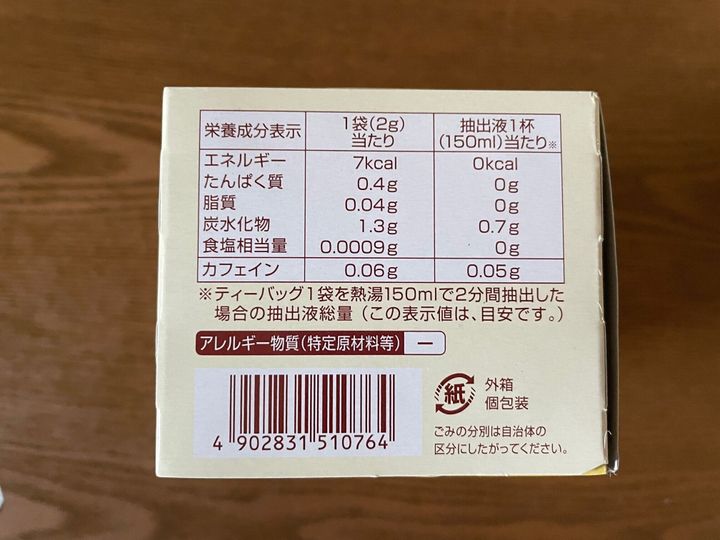 栄養成分表示 1袋(2g)当たり 抽出液1杯(150ml)当たり※
エネルギー 7kcal 0kcal
たんぱく質 0.4g 0g
脂質 0.04g 0g
炭水化物 1.3g 0.7g
食塩相当量 0.0009g 0g
カフェイン 0.06g 0.05g
※ティーバッグ1袋を熱湯150mlで2分間抽出した
場合の抽出液総量(この表示値は、目安です。)
アレルギー物質(特定原材料等) ー
紙 外箱
個包装
ごみの分別は自治体の
区分にしたがってください。
4 902831 510764